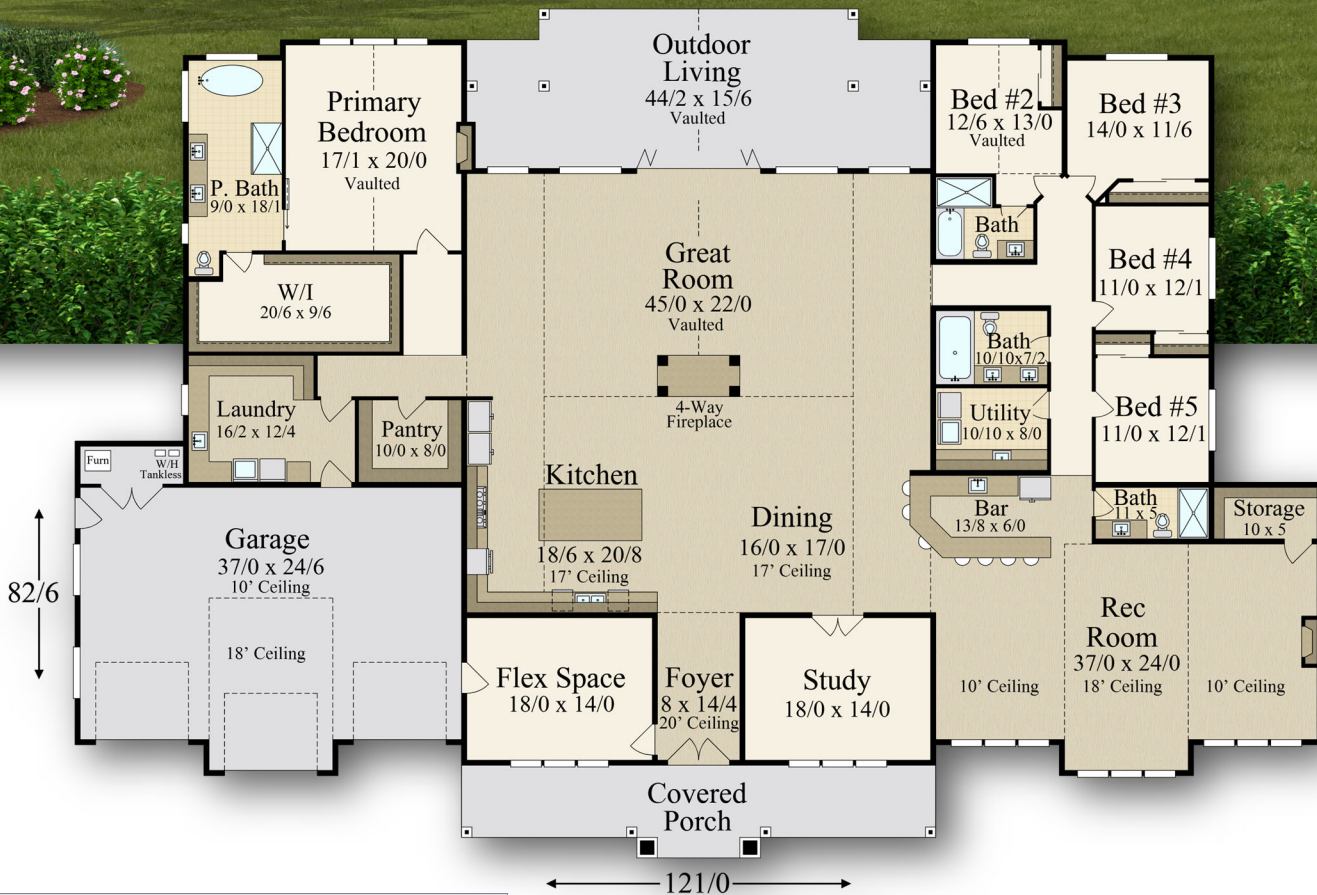 Outdoor
Living
44/2 x 15/6
Vaulted
Primary
Bedroom
17/1 x 20/0
Vaulted
Bed #2
12/6 x 13/0
Vaulted
Bed #3
14/0 x 11/6
P. Bath
9/0 x 18/1
Bath
Great
Room
45/0 x 22/0
Vaulted
Bed #4
11/0 x 12/1
W/I
20/6 x 9/6
Bath
10/10x7/2
4-Way
Fireplace
Laundry
16/2 x 12/4
Pantry
10/0 x 8/0
Utility
10/10 x 8/0
Bed #5
11/0 x 12/1
Furn
W/H
Tankless
Kitchen
18/6 x 20/8
17' Ceiling
Dining
16/0 x 17/0
17' Ceiling
Bar
13/8 x 6/0
Bath
11 x 5
Storage
10 x 5
Garage
37/0 x 24/6
10' Ceiling
18' Ceiling
82/6
Rec
Room
37/0 x 24/0
10' Ceiling
18' Ceiling
10' Ceiling
Flex Space
18/0 x 14/0
Foyer
8 x 14/4
20' Ceiling
Study
18/0 x 14/0
Covered
Porch
121/0